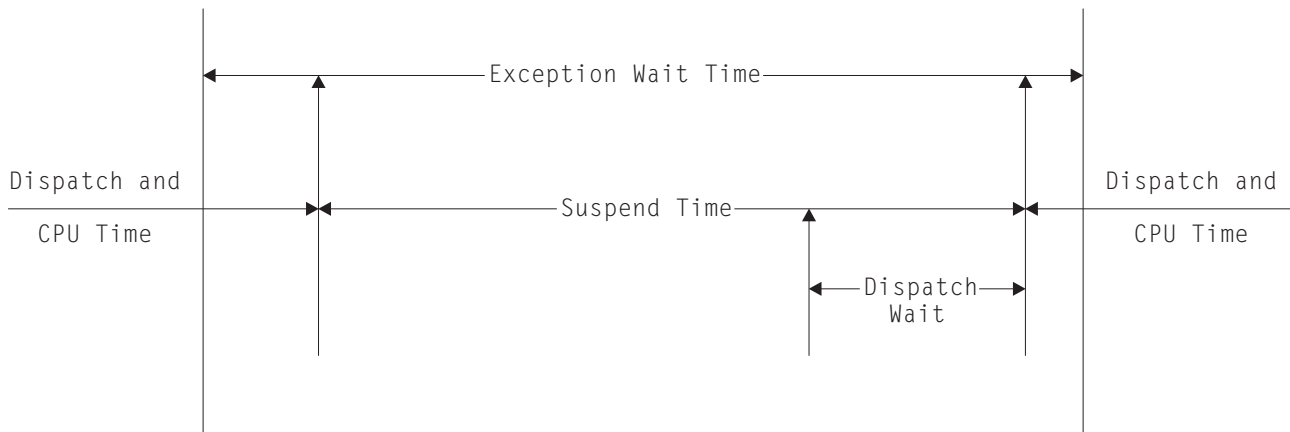 Exception Wait Time
Dispatch and
CPU Time
Suspend Time
Dispatch and
CPU Time
Dispatch
Wait